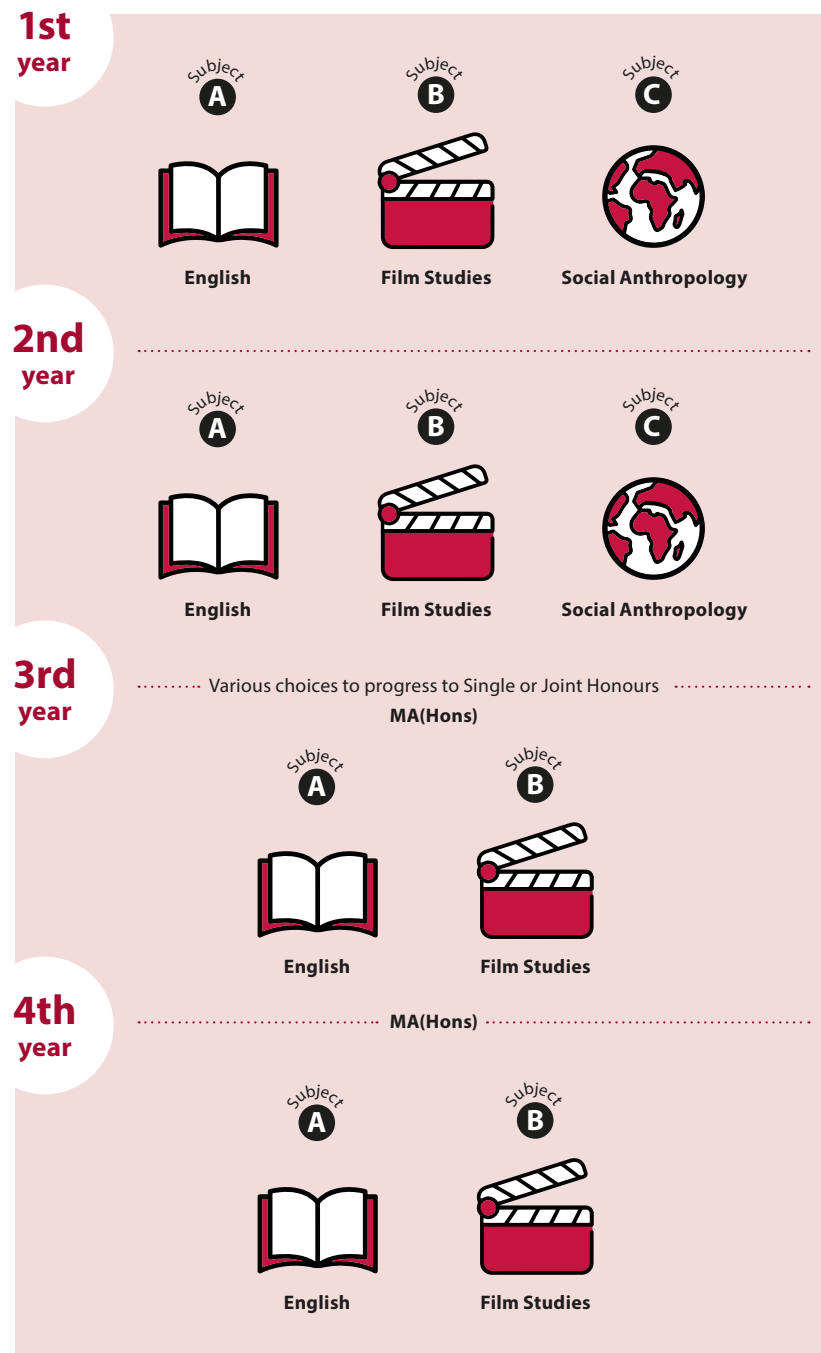 1st
year
Subject Subject Subject
A B C
English Film Studies Social Anthropology
2nd
year
Subject Subject Subject
A B C
English Film Studies Social Anthropology
3rd
year
Various choices to progress to Single or Joint Honours
MA(Hons)
Subject Subject
A B
English Film Studies
4th
year
MA(Hons)
Subject Subject
A B
English Film Studies